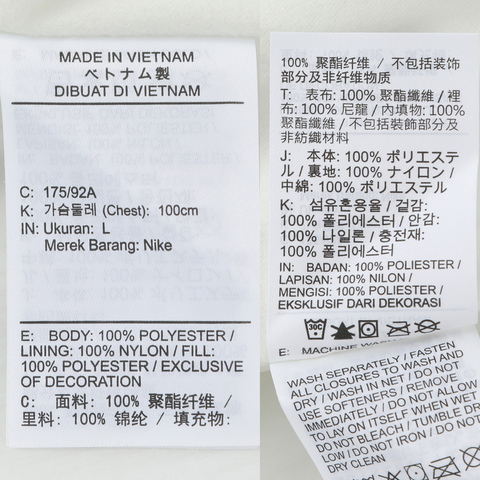 MADE IN VIETNAM
ベトナム製
DIBUAT DI VIETNAM
C: 175/92A
K: 가슴둘레 (Chest): 100cm
IN: Ukuran: L
Merek Barang: Nike
E: BODY: 100% POLYESTER /
LINING: 100% NYLON / FILL:
100% POLYESTER / EXCLUSIVE
OF DECORATION
C: 面料: 100% 聚酯纤维 /
里料: 100% 锦纶 / 填充物:
100% 聚酯纤维 / 不包括装饰
部分及非纤维物质
T: 表布: 100% 聚酯纖維 / 裡
布: 100% 尼龍 / 內填物: 100%
聚酯纖維 / 不包括裝飾部分及
非紡織材料
J: 本体: 100% ポリエステ
ル / 裏地: 100% ナイロン /
中綿: 100% ポリエステル
K: 섬유혼용율 / 겉감:
100% 폴리에스터 / 안감:
100% 나일론 / 충전재:
100% 폴리에스터
IN: BADAN: 100% POLIESTER /
LAPISAN: 100% NILON /
MENGISI: 100% POLIESTER /
EKSKLUSIF DARI DEKORASI
30C
E: MACHINE WASH
WASH SEPARATELY / FASTEN
ALL CLOSURES TO WASH AND
DRY / WASH IN NET / DO NOT
USE SOFTENERS / REMOVE
IMMEDIATELY / DO NOT ALLOW
TO LAY ON ITSELF WHEN WET
/ DO NOT BLEACH / TUMBLE DRY
LOW / DO NOT IRON / DO NOT
DRY CLEAN